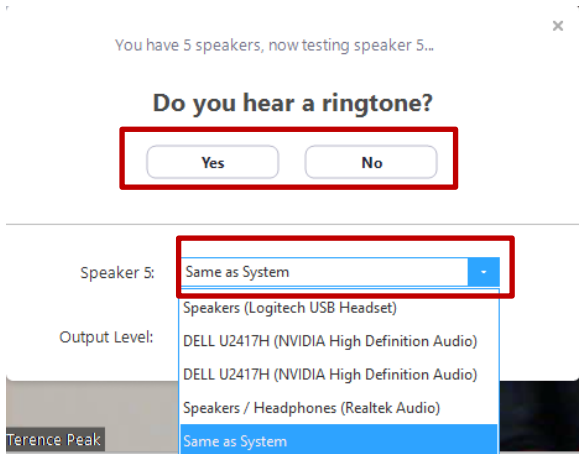 You have 5 speakers, now testing speaker 5...
Do you hear a ringtone?
Yes No
Speaker 5: Same as System
Speakers (Logitech USB Headset)
Output Level: DELL U2417H (NVIDIA High Definition Audio)
DELL U2417H (NVIDIA High Definition Audio)
Speakers / Headphones (Realtek Audio)
Terence Peak Same as System